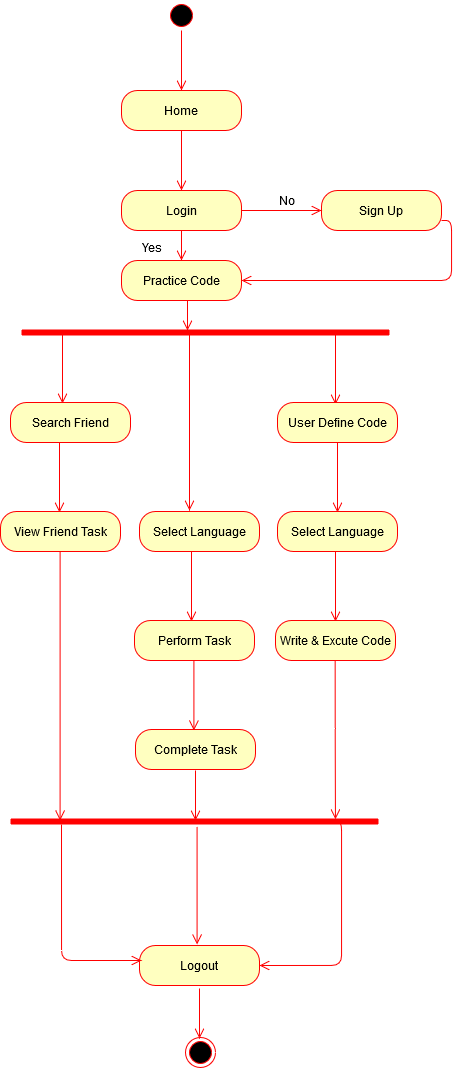 Home
Login
No
Sign Up
Yes
Practice Code
Search Friend
User Define Code
View Friend Task
Select Language
Select Language
Perform Task
Write & Excute Code
Complete Task
Logout